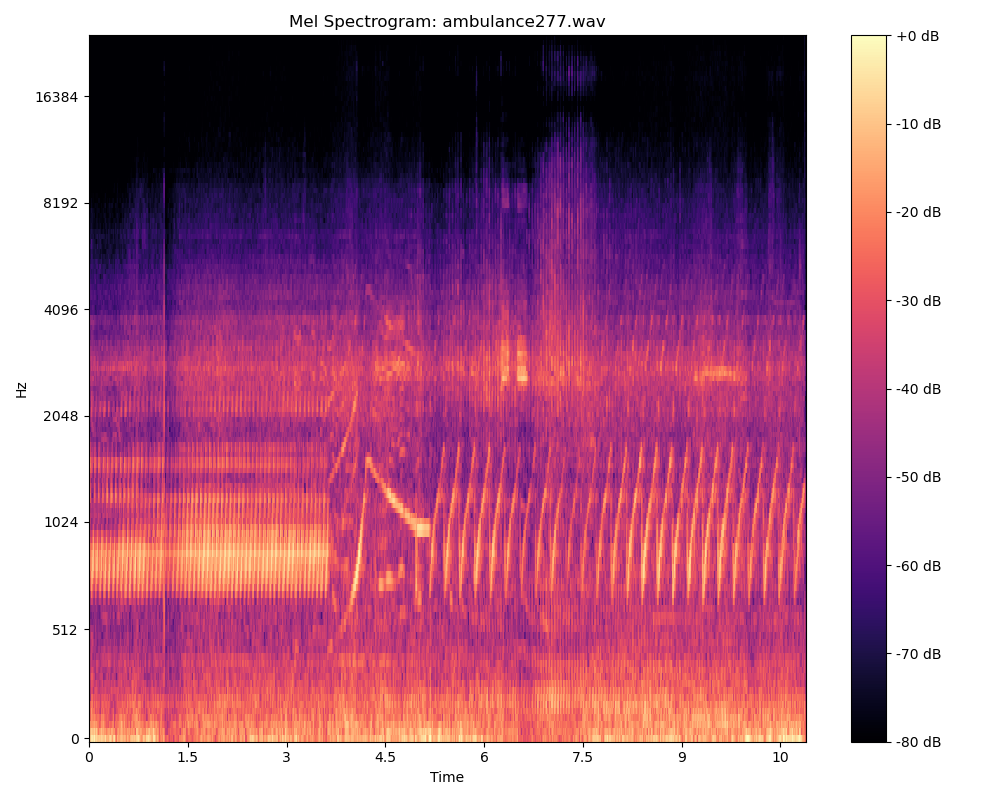 Mel Spectrogram: ambulance277.wav
+0 dB
16384
-10 dB
8192
-20 dB
4096
-30 dB
Hz
2048
-40 dB
1024
-50 dB
512
-60 dB
-70 dB
0
-80 dB
0 1.5 3 4.5 6 7.5 9 10
Time